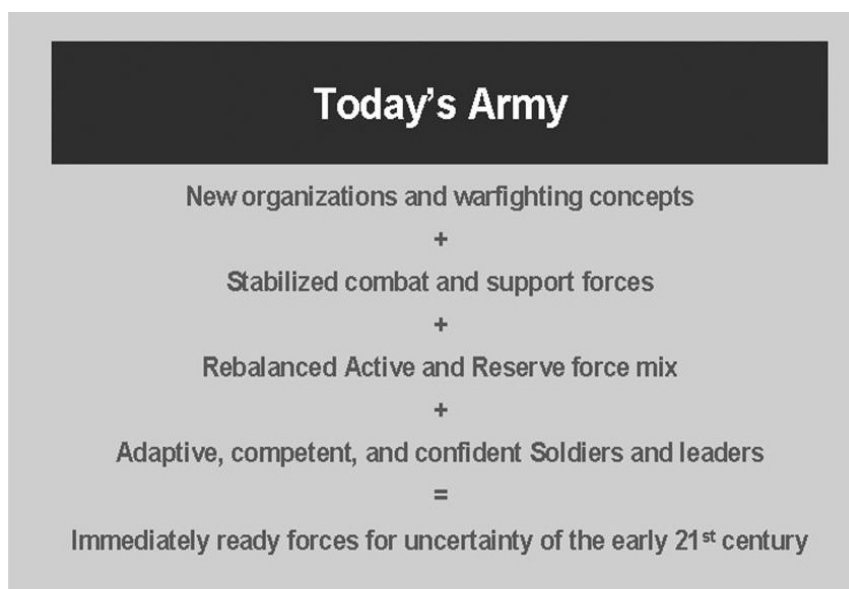 Today's Army
New organizations and warfighting concepts
+
Stabilized combat and support forces
+
Rebalanced Active and Reserve force mix
+
Adaptive, competent, and confident Soldiers and leaders
=
Immediately ready forces for uncertainty of the early 21st century